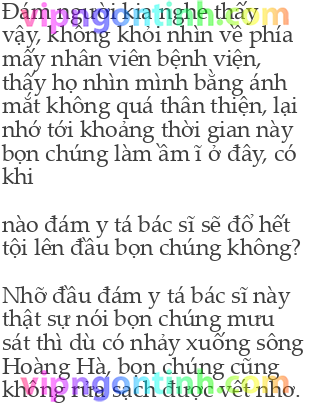 Đám người kia nghe thấy
vậy, không khỏi nhìn về phía
mấy nhân viên bệnh viện,
thấy họ nhìn mình bằng ánh
mắt không quá thân thiện, lại
nhớ tới khoảng thời gian này
bọn chúng làm ầm ĩ ở đây, có
khi
nào đám y tá bác sĩ sẽ đổ hết
tội lên đầu bọn chúng không?
Nhỡ đầu đám y tá bác sĩ này
thật sự nói bọn chúng mưu
sát thì dù có nhảy xuống sông
Hoàng Hà, bọn chúng cũng
không rửa sạch được vết nhơ.
vipngontinh.com
vipngontinh.com